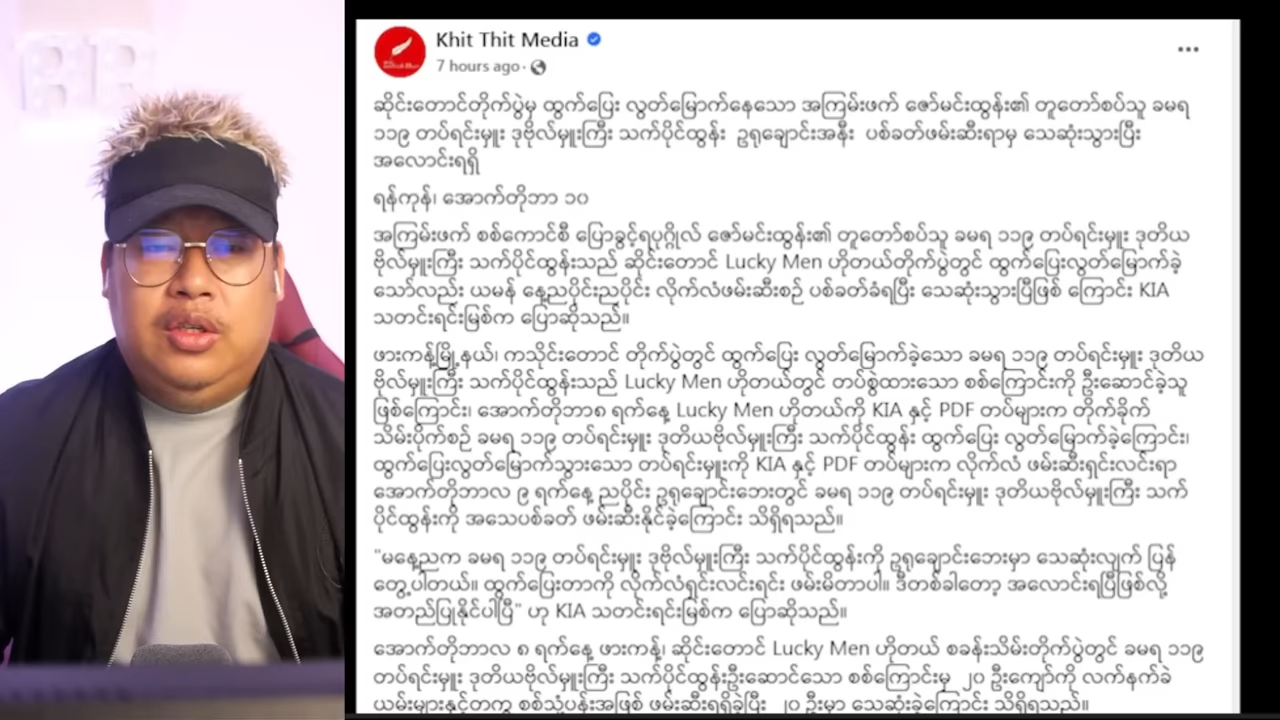 Khit Thit Media
7 hours ago
ဆိုင်းတောင်တိုက်ပွဲမှ ထွက်ပြေး လွတ်မြောက်နေသော အကြမ်းဖက် ဇော်မင်းထွန်း၏ တူတော်စပ်သူ ခမရ
၁၁၉ တပ်ရင်းမှူး ဒုဗိုလ်မှူးကြီး သက်ပိုင်ထွန်း ဥရုချောင်းအနီး ပစ်ခတ်ဖမ်းဆီးရာမှ သေဆုံးသွားပြီး
အလောင်းရရှိ
ရန်ကုန်၊ အောက်တိုဘာ ၁၀
အကြမ်းဖက် စစ်ကောင်စီ ပြောခွင့်ရပုဂ္ဂိုလ် ဇော်မင်းထွန်း၏ တူတော်စပ်သူ ခမရ ၁၁၉ တပ်ရင်းမှူး ဒုတိယ
ဗိုလ်မှူးကြီး သက်ပိုင်ထွန်းသည် ဆိုင်းတောင် Lucky Men ဟိုတယ်တိုက်ပွဲတွင် ထွက်ပြေးလွတ်မြောက်ခဲ့
သော်လည်း ယမန် နေ့ညပိုင်းညပိုင်း လိုက်လံဖမ်းဆီးစဉ် ပစ်ခတ်ခံရပြီး သေဆုံးသွားပြီဖြစ် ကြောင်း KIA
သတင်းရင်းမြစ်က ပြောဆိုသည်။
ဖားကန့်မြို့နယ်၊ ကသိုင်းတောင် တိုက်ပွဲတွင် ထွက်ပြေး လွတ်မြောက်ခဲ့သော ခမရ ၁၁၉ တပ်ရင်းမှူး ဒုတိယ
ဗိုလ်မှူးကြီး သက်ပိုင်ထွန်းသည် Lucky Men ဟိုတယ်တွင် တပ်စွဲထားသော စစ်ကြောင်းကို ဦးဆောင်ခဲ့သူ
ဖြစ်ကြောင်း၊ အောက်တိုဘာ၈ ရက်နေ့ Lucky Men ဟိုတယ်ကို KIA နှင့် PDF တပ်များက တိုက်ခိုက်
သိမ်းပိုက်စဉ် ခမရ ၁၁၉ တပ်ရင်းမှူး ဒုတိယဗိုလ်မှူးကြီး သက်ပိုင်ထွန်း ထွက်ပြေး လွတ်မြောက်ခဲ့ကြောင်း၊
ထွက်ပြေးလွတ်မြောက်သွားသော တပ်ရင်းမှူးကို KIA နှင့် PDF တပ်များက လိုက်လံ ဖမ်းဆီးရှင်းလင်းရာ
အောက်တိုဘာလ ၉ ရက်နေ့ ညပိုင်း ဥရုချောင်းဘေးတွင် ခမရ ၁၁၉ တပ်ရင်းမှူး ဒုတိယဗိုလ်မှူးကြီး သက်
ပိုင်ထွန်းကို အသေပစ်ခတ် ဖမ်းဆီးနိုင်ခဲ့ကြောင်း သိရှိရသည်။
"မနေ့ညက ခမရ ၁၁၉ တပ်ရင်းမှူး ဒုဗိုလ်မှူးကြီး သက်ပိုင်ထွန်းကို ဥရုချောင်းဘေးမှာ သေဆုံးလျှက် ပြန်
တွေ့ပါတယ်။ ထွက်ပြေးတာကို လိုက်လံရှင်းလင်းရင်း ဖမ်းမိတာပါ။ ဒီတစ်ခါတော့ အလောင်းရပြီဖြစ်လို့
အတည်ပြုနိုင်ပါပြီ" ဟု KIA သတင်းရင်းမြစ်က ပြောဆိုသည်။
အောက်တိုဘာလ ၈ ရက်နေ့ ဖားကန့်၊ ဆိုင်းတောင် Lucky Men ဟိုတယ် စခန်းသိမ်းတိုက်ပွဲတွင် ခမရ ၁၁၉
တပ်ရင်းမှူး ဒုတိယဗိုလ်မှူးကြီး သက်ပိုင်ထွန်းဦးဆောင်သော စစ်ကြောင်းမှ ၂၀ ဦးကျော်ကို လက်နက်ခဲ
ယမ်းများနှင့်တကွ စစ်သုံ့ပန်းအဖြစ် ဖမ်းဆီးရရှိခဲ့ပြီး ၂၀ ဦးမှာ သေဆုံးခဲ့ကြောင်း သိရှိရသည်။